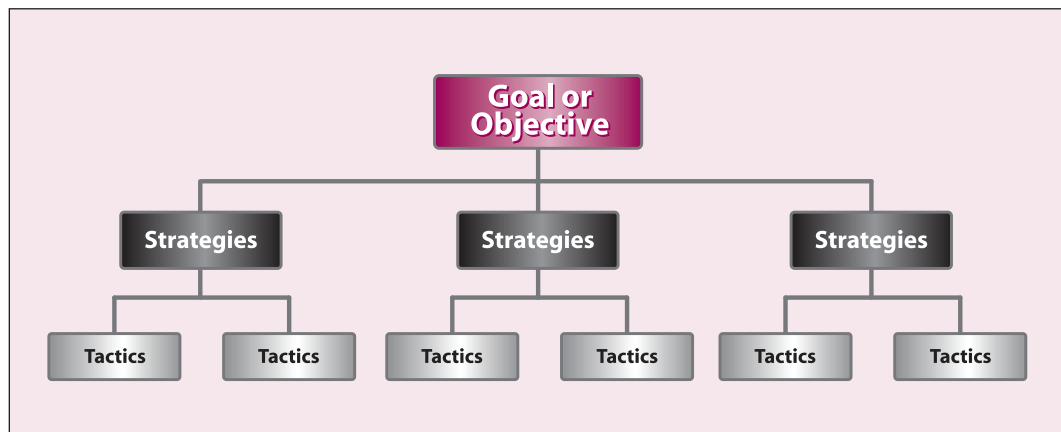 Goal or
Objective
Strategies
Strategies
Strategies
Tactics
Tactics
Tactics
Tactics
Tactics
Tactics